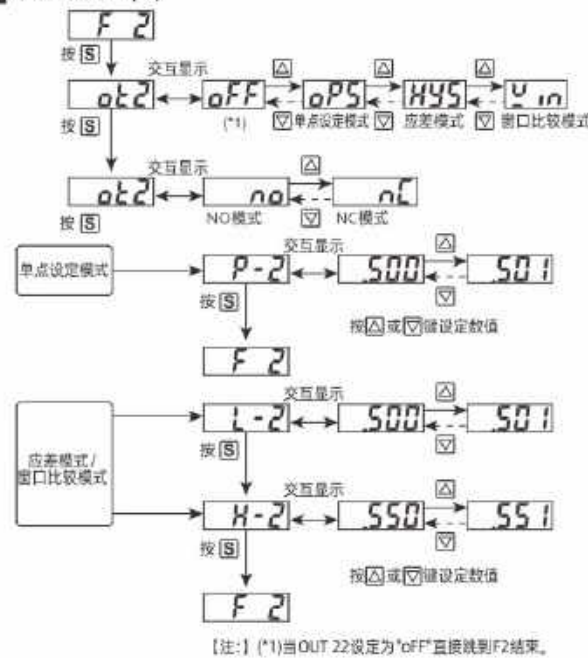 F 2
按 S
交互显示 △ △ △
ot2 oFF oPS HYS Win
按 S (*1) ▽ 单点设定模式 ▽ 应差模式 ▽ 窗口比较模式
交互显示 △
ot2 no nC
按 S NO模式 ▽ NC模式
交互显示 △
单点设定模式 P-2 .500 .501
按 S ▽
按△或▽键设定数值
F 2
交互显示 △
L-2 .500 .501
按 S ▽
应差模式/
窗口比较模式
交互显示 △
H-2 .550 .551
按 S ▽
按△或▽键设定数值
F 2
【注:】(*1)当OUT 22设定为"oFF"直接跳到F2结束。